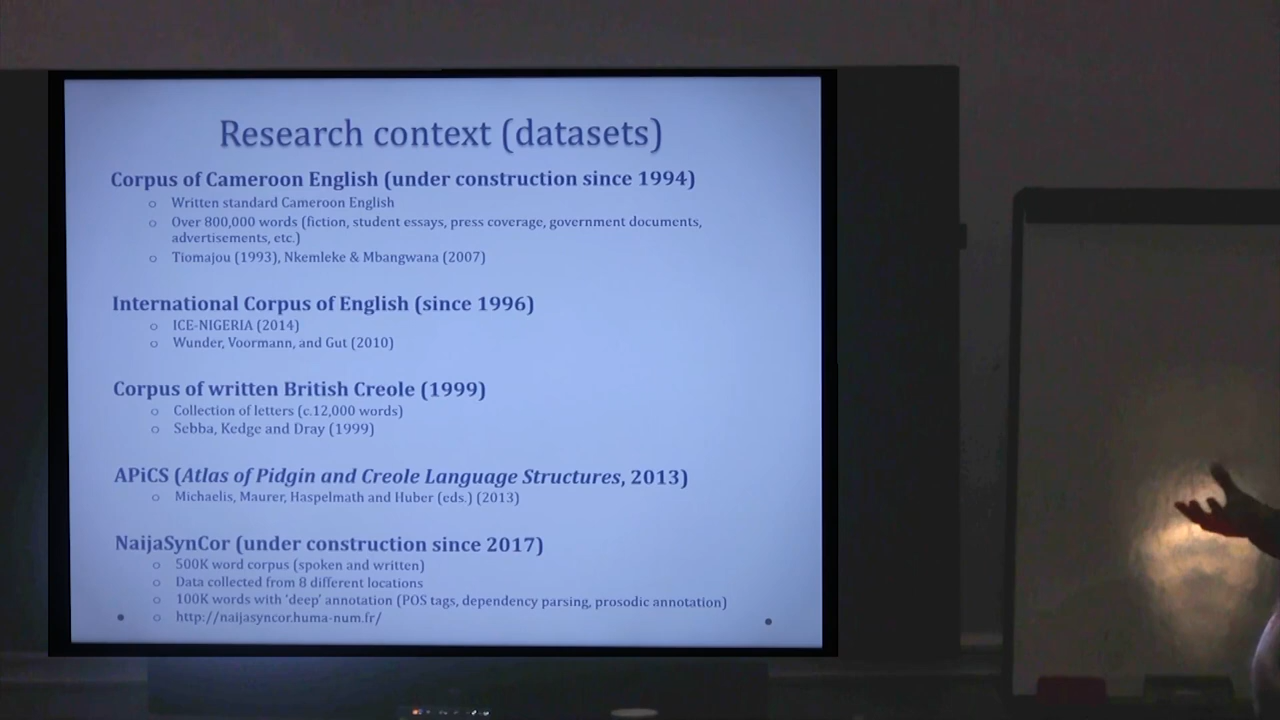 Research context (datasets)
Corpus of Cameroon English (under construction since 1994)
o Written standard Cameroon English
o Over 800,000 words (fiction, student essays, press coverage, government documents,
advertisements, etc.)
o Tiomajou (1993), Nkemleke & Mbangwana (2007)
International Corpus of English (since 1996)
o ICE-NIGERIA (2014)
o Wunder, Voormann, and Gut (2010)
Corpus of written British Creole (1999)
o Collection of letters (c.12,000 words)
o Sebba, Kedge and Dray (1999)
APiCS (Atlas of Pidgin and Creole Language Structures, 2013)
o Michaelis, Maurer, Haspelmath and Huber (eds.) (2013)
NaijaSynCor (under construction since 2017)
o 500K word corpus (spoken and written)
o Data collected from 8 different locations
o 100K words with 'deep' annotation (POS tags, dependency parsing, prosodic annotation)
o http://naijasyncor.huma-num.fr/